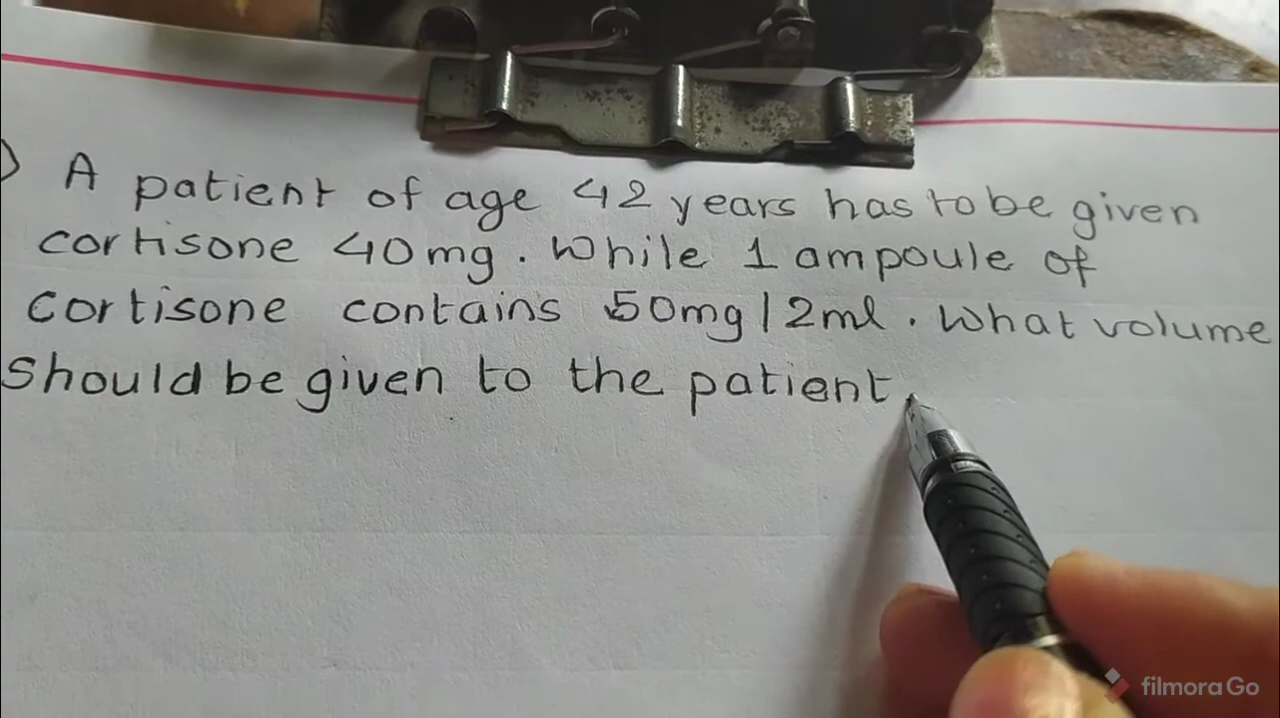 A patient of age 42 years has to be given
cortisone 40mg. While 1 ampoule of
cortisone contains 50mg/2ml. What volume
should be given to the patient.
filmoraGo